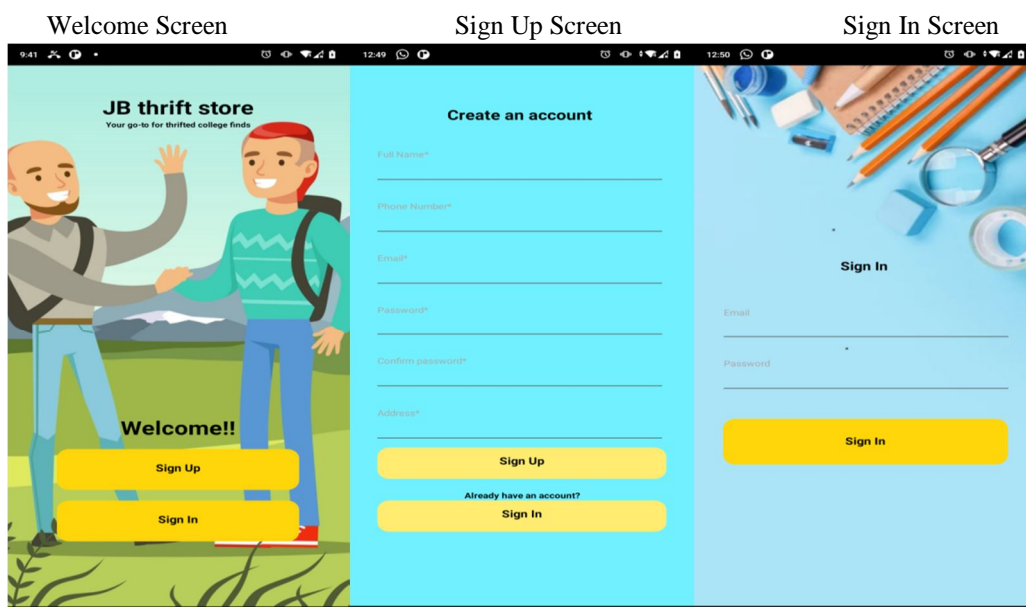 Welcome Screen
Sign Up Screen
Sign In Screen
9:41
JB thrift store
Your go-to for thrifted college finds
Welcome!!
Sign Up
Sign In
12:49
Create an account
Full Name*
Phone Number*
Email*
Password*
Confirm password*
Address*
Sign Up
Already have an account?
Sign In
12:50
Sign In
Email
Password
Sign In